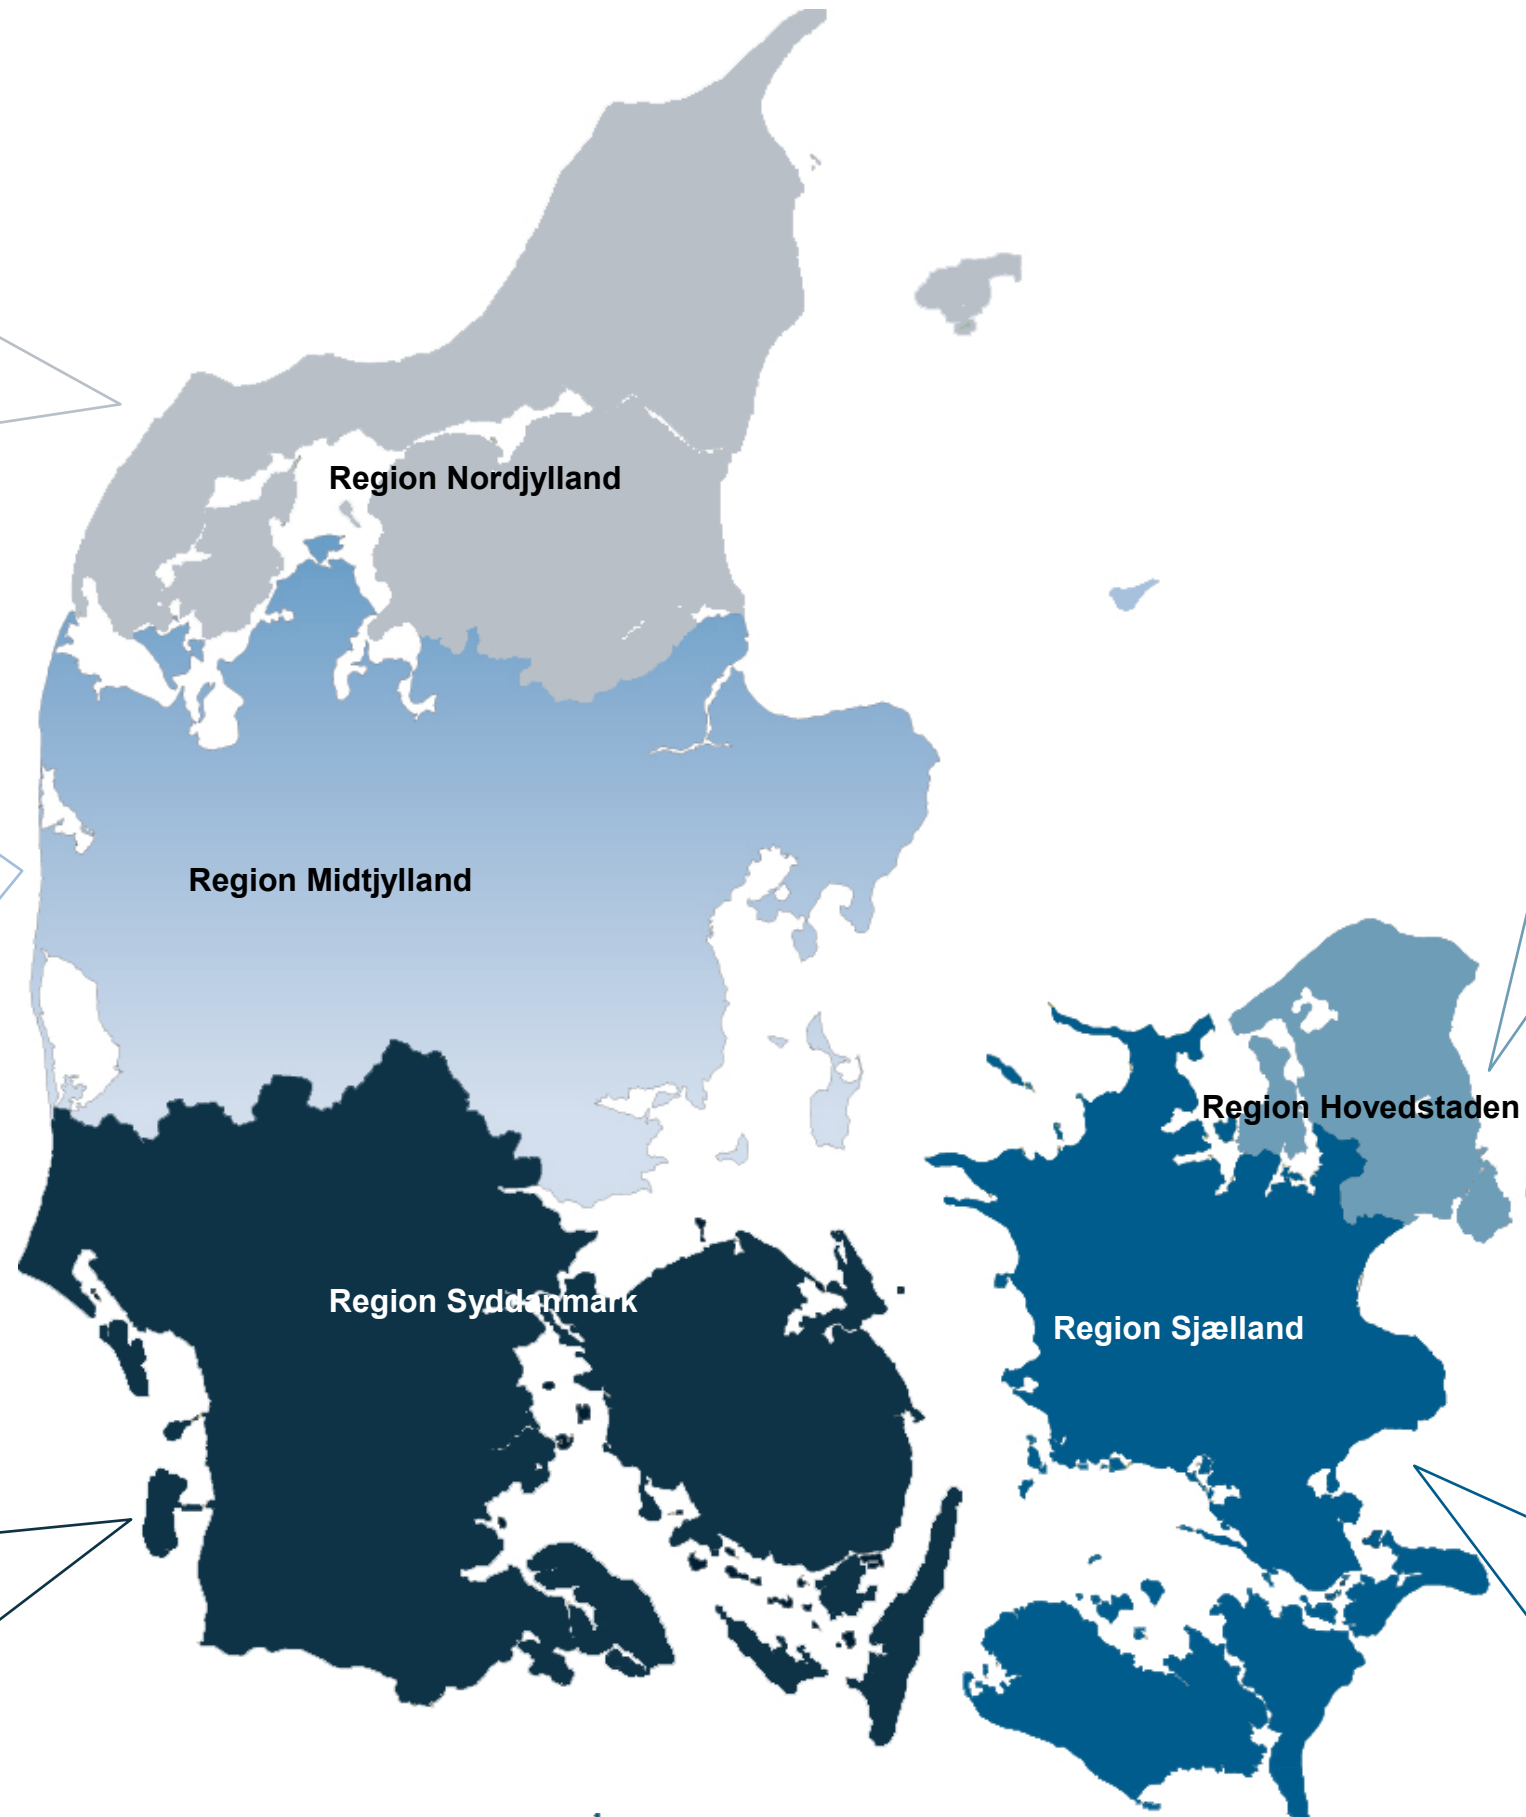 Region Nordjylland
Region Midtjylland
Region Hovedstaden
Region Syddanmark
Region Sjælland